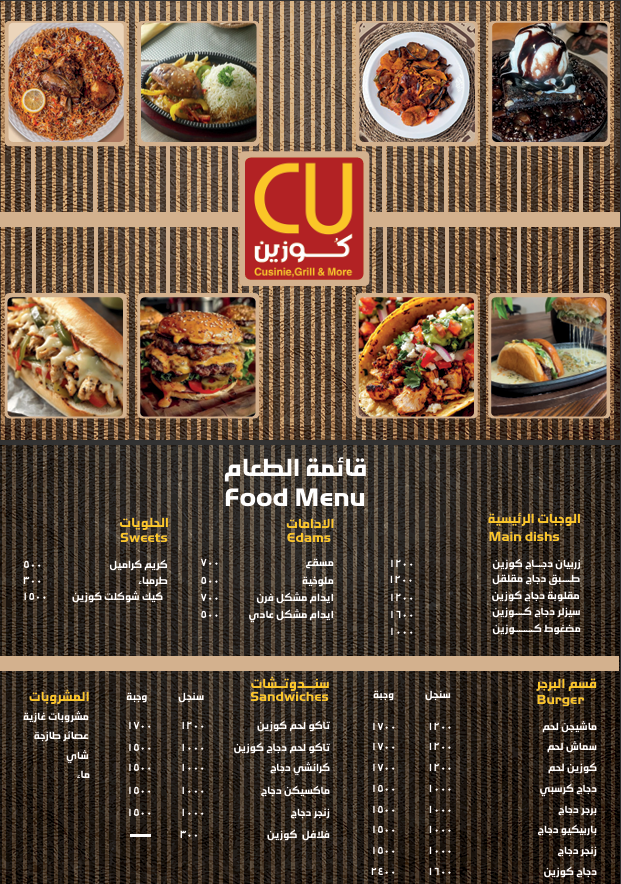 CU
كـوزين
Cusinie,Grill & More
قائمة الطعام
Food Menu
الوجبات الرئيسية
Main dishs
زربيان دجاج كوزين ١٢٠٠
طبق دجاج مقلقل ١٢٠٠
مقلوبة دجاج كوزين ١٢٠٠
سيزلر دجاج كوزين ١٦٠٠
مضغوط كوزين ١٠٠٠
الادامات
Edams
مسقع ٧٠٠
ملوخية ٥٠٠
ايدام مشكل فرن ٧٠٠
ايدام مشكل عادي ٥٠٠
الحلويات
Sweets
كريم كراميل ٥٠٠
طرمباء ٣٠٠
كيك شوكلت كوزين ١٥٠٠
قسم البرجر
Burger
سنجل وجبة
ماشيجن لحم ١٢٠٠ ١٧٠٠
سماش لحم ١٢٠٠ ١٧٠٠
كوزين لحم ١٢٠٠ ١٧٠٠
دجاج كرسبي ١٠٠٠ ١٥٠٠
برجر دجاج ١٠٠٠ ١٥٠٠
باربيكيو دجاج ١٠٠٠ ١٥٠٠
زنجر دجاج ١٠٠٠ ١٥٠٠
دجاج كوزين ١٦٠٠ ٢٤٠٠
سندوتشات
Sandwiches
سنجل وجبة
تاكو لحم كوزين ١٢٠٠ ١٧٠٠
تاكو لحم دجاج كوزين ١٠٠٠ ١٥٠٠
كرانشي دجاج ١٠٠٠ ١٥٠٠
ماكسيكن دجاج ١٠٠٠ ١٥٠٠
زنجر دجاج ١٠٠٠ ١٥٠٠
فلافل كوزين ٣٠٠ —
المشروبات
مشروبات غازية
عصائر طازجة
شاي
ماء